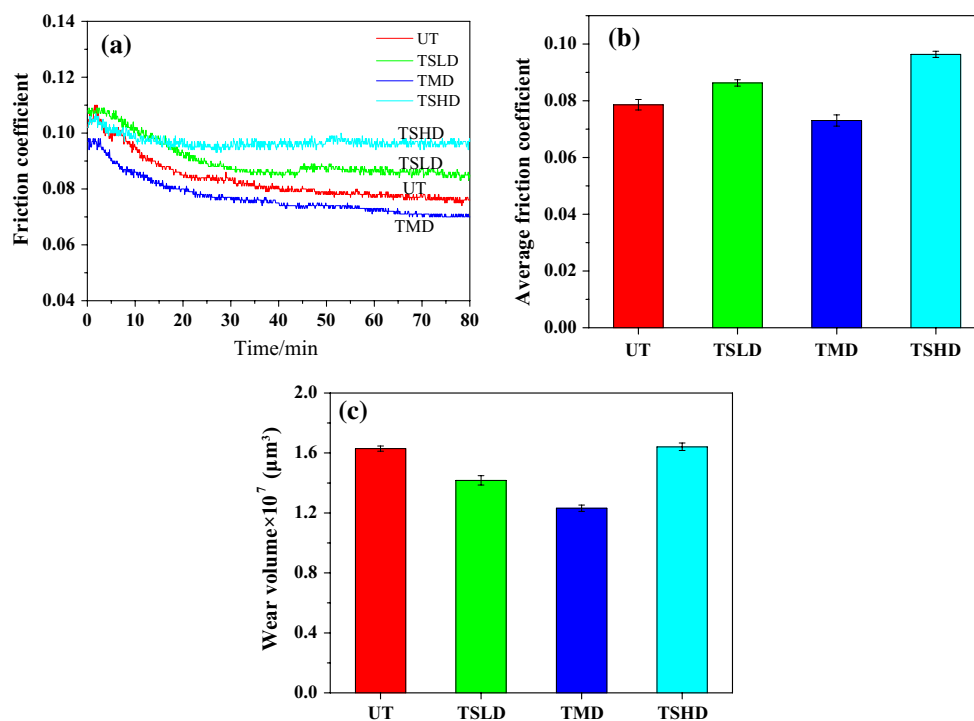 (a)
UT
TSLD
TMD
TSHD
TSHD
TSLD
UT
TMD
0.14
0.12
0.10
0.08
0.06
0.04
0 10 20 30 40 50 60 70 80
Time/min
Friction coefficient
(b)
0.10
0.08
0.06
0.04
0.02
0.00
UT TSLD TMD TSHD
Average friction coefficient
(c)
2.0
1.6
1.2
0.8
0.4
0.0
UT TSLD TMD TSHD
Wear volume×10⁷ (μm³)